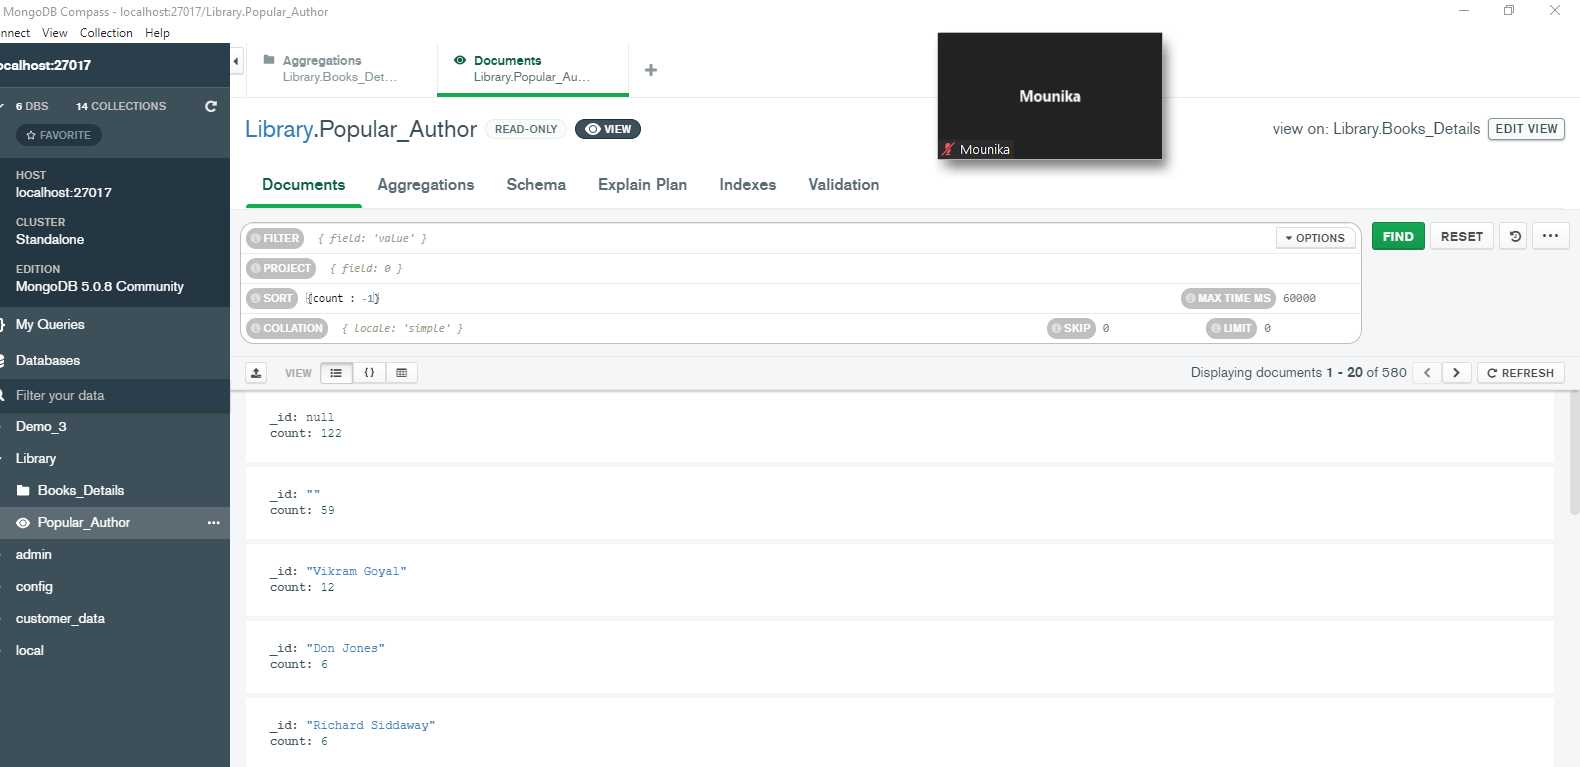 MongoDB Compass - localhost:27017/Library.Popular_Author
nnect View Collection Help
ocalhost:27017
6 DBS 14 COLLECTIONS
FAVORITE
HOST
localhost:27017
CLUSTER
Standalone
EDITION
MongoDB 5.0.8 Community
My Queries
Databases
Filter your data
Demo_3
Library
Books_Details
Popular_Author
admin
config
customer_data
local
Aggregations
Library.Books_Det...
Documents
Library.Popular_Au...
Mounika
Mounika
Library.Popular_Author READ-ONLY VIEW
view on: Library.Books_Details EDIT VIEW
Documents Aggregations Schema Explain Plan Indexes Validation
FILTER { field: 'value' } OPTIONS FIND RESET
PROJECT { field: 0 }
SORT {count : -1} MAX TIME MS 60000
COLLATION { locale: 'simple' } SKIP 0 LIMIT 0
VIEW {} Displaying documents 1 - 20 of 580 REFRESH
_id: null
count: 122
_id: ""
count: 59
_id: "Vikram Goyal"
count: 12
_id: "Don Jones"
count: 6
_id: "Richard Siddaway"
count: 6